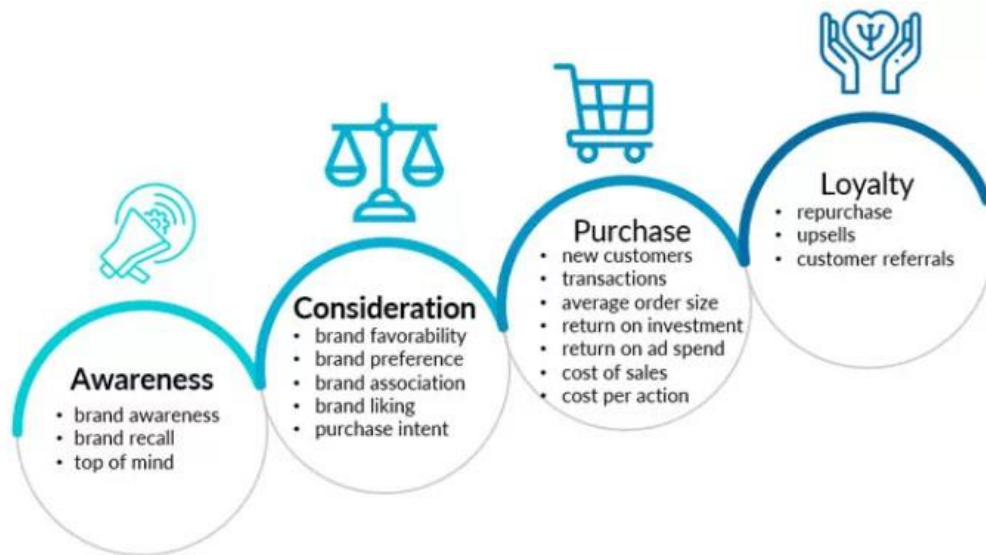 Awareness
• brand awareness
• brand recall
• top of mind
Consideration
• brand favorability
• brand preference
• brand association
• brand liking
• purchase intent
Purchase
• new customers
• transactions
• average order size
• return on investment
• return on ad spend
• cost of sales
• cost per action
Loyalty
• repurchase
• upsells
• customer referrals